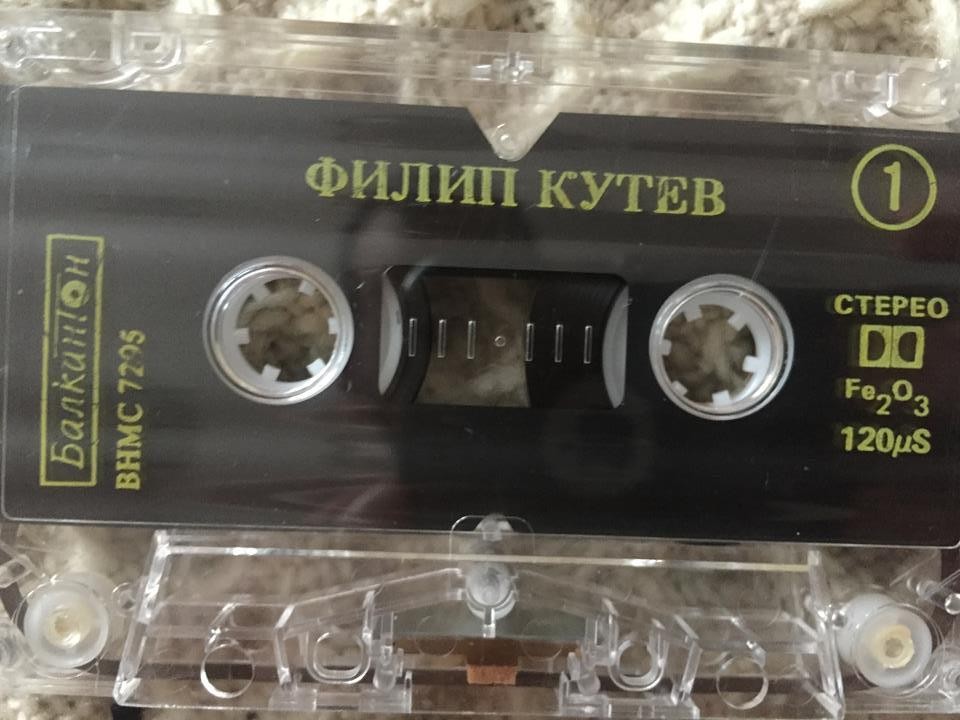 ФИЛИП КУТЕВ
1
Балкантон
ВНМС 7295
СТЕРЕО
Fe2O3
120µS